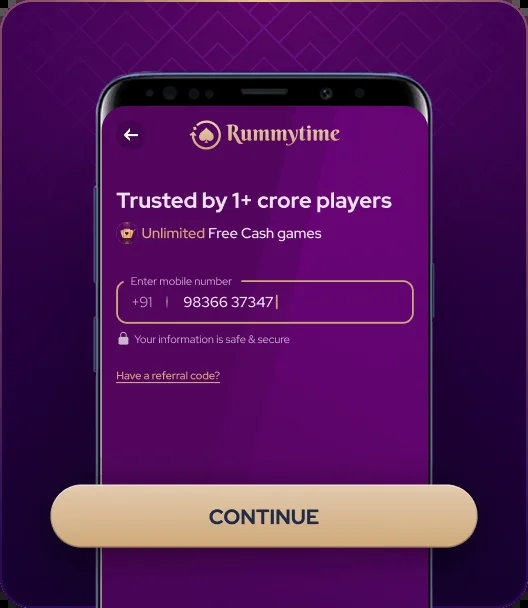 Rummytime
Trusted by 1+ crore players
Unlimited Free Cash games
Enter mobile number
+91 | 98366 37347
Your information is safe & secure
Have a referral code?
CONTINUE